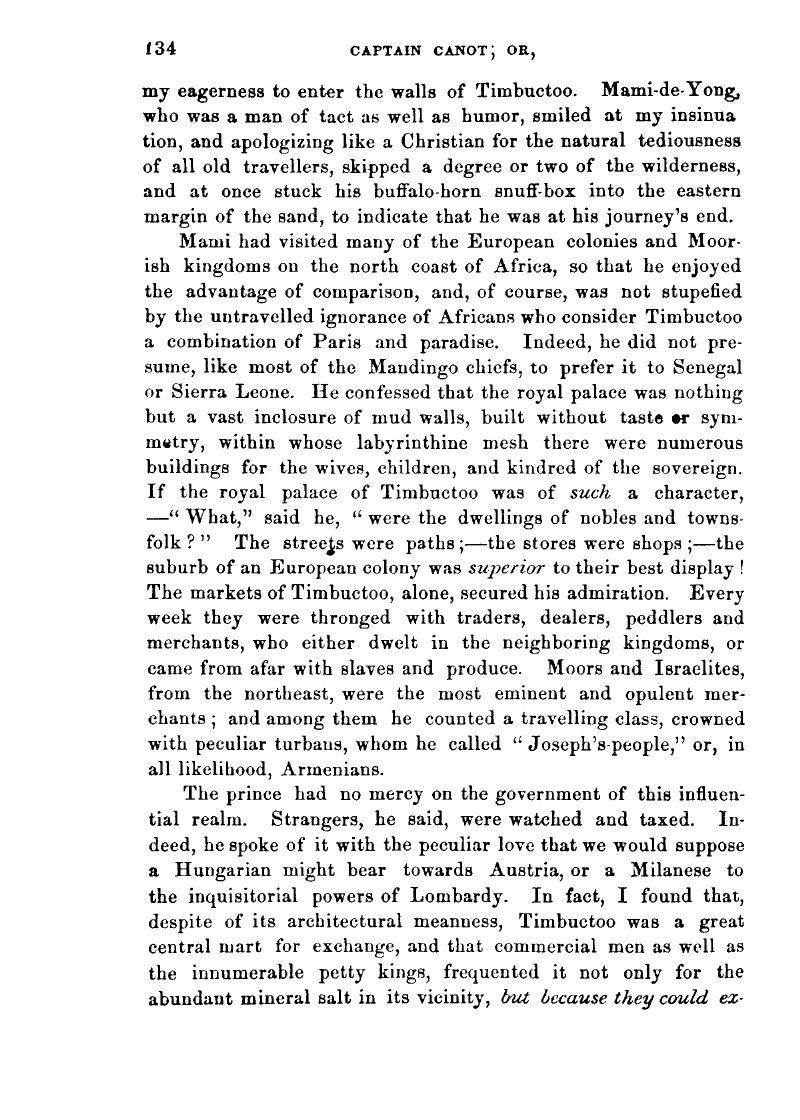 134 CAPTAIN CANOT; OR,
my eagerness to enter the walls of Timbuctoo. Mami-de-Yong,
who was a man of tact as well as humor, smiled at my insinua
tion, and apologizing like a Christian for the natural tediousness
of all old travellers, skipped a degree or two of the wilderness,
and at once stuck his buffalo-horn snuff-box into the eastern
margin of the sand, to indicate that he was at his journey's end.
Mami had visited many of the European colonies and Moor-
ish kingdoms on the north coast of Africa, so that he enjoyed
the advantage of comparison, and, of course, was not stupefied
by the untravelled ignorance of Africans who consider Timbuctoo
a combination of Paris and paradise. Indeed, he did not pre-
sume, like most of the Mandingo chiefs, to prefer it to Senegal
or Sierra Leone. He confessed that the royal palace was nothing
but a vast inclosure of mud walls, built without taste or sym-
metry, within whose labyrinthine mesh there were numerous
buildings for the wives, children, and kindred of the sovereign.
If the royal palace of Timbuctoo was of such a character,
—“ What,” said he, “ were the dwellings of nobles and towns-
folk ? ” The streets were paths ;—the stores were shops ;—the
suburb of an European colony was superior to their best display !
The markets of Timbuctoo, alone, secured his admiration. Every
week they were thronged with traders, dealers, peddlers and
merchants, who either dwelt in the neighboring kingdoms, or
came from afar with slaves and produce. Moors and Israelites,
from the northeast, were the most eminent and opulent mer-
chants ; and among them he counted a travelling class, crowned
with peculiar turbans, whom he called “ Joseph's-people,” or, in
all likelihood, Armenians.
The prince had no mercy on the government of this influen-
tial realm. Strangers, he said, were watched and taxed. In-
deed, he spoke of it with the peculiar love that we would suppose
a Hungarian might bear towards Austria, or a Milanese to
the inquisitorial powers of Lombardy. In fact, I found that,
despite of its architectural meanness, Timbuctoo was a great
central mart for exchange, and that commercial men as well as
the innumerable petty kings, frequented it not only for the
abundant mineral salt in its vicinity, but because they could ex-